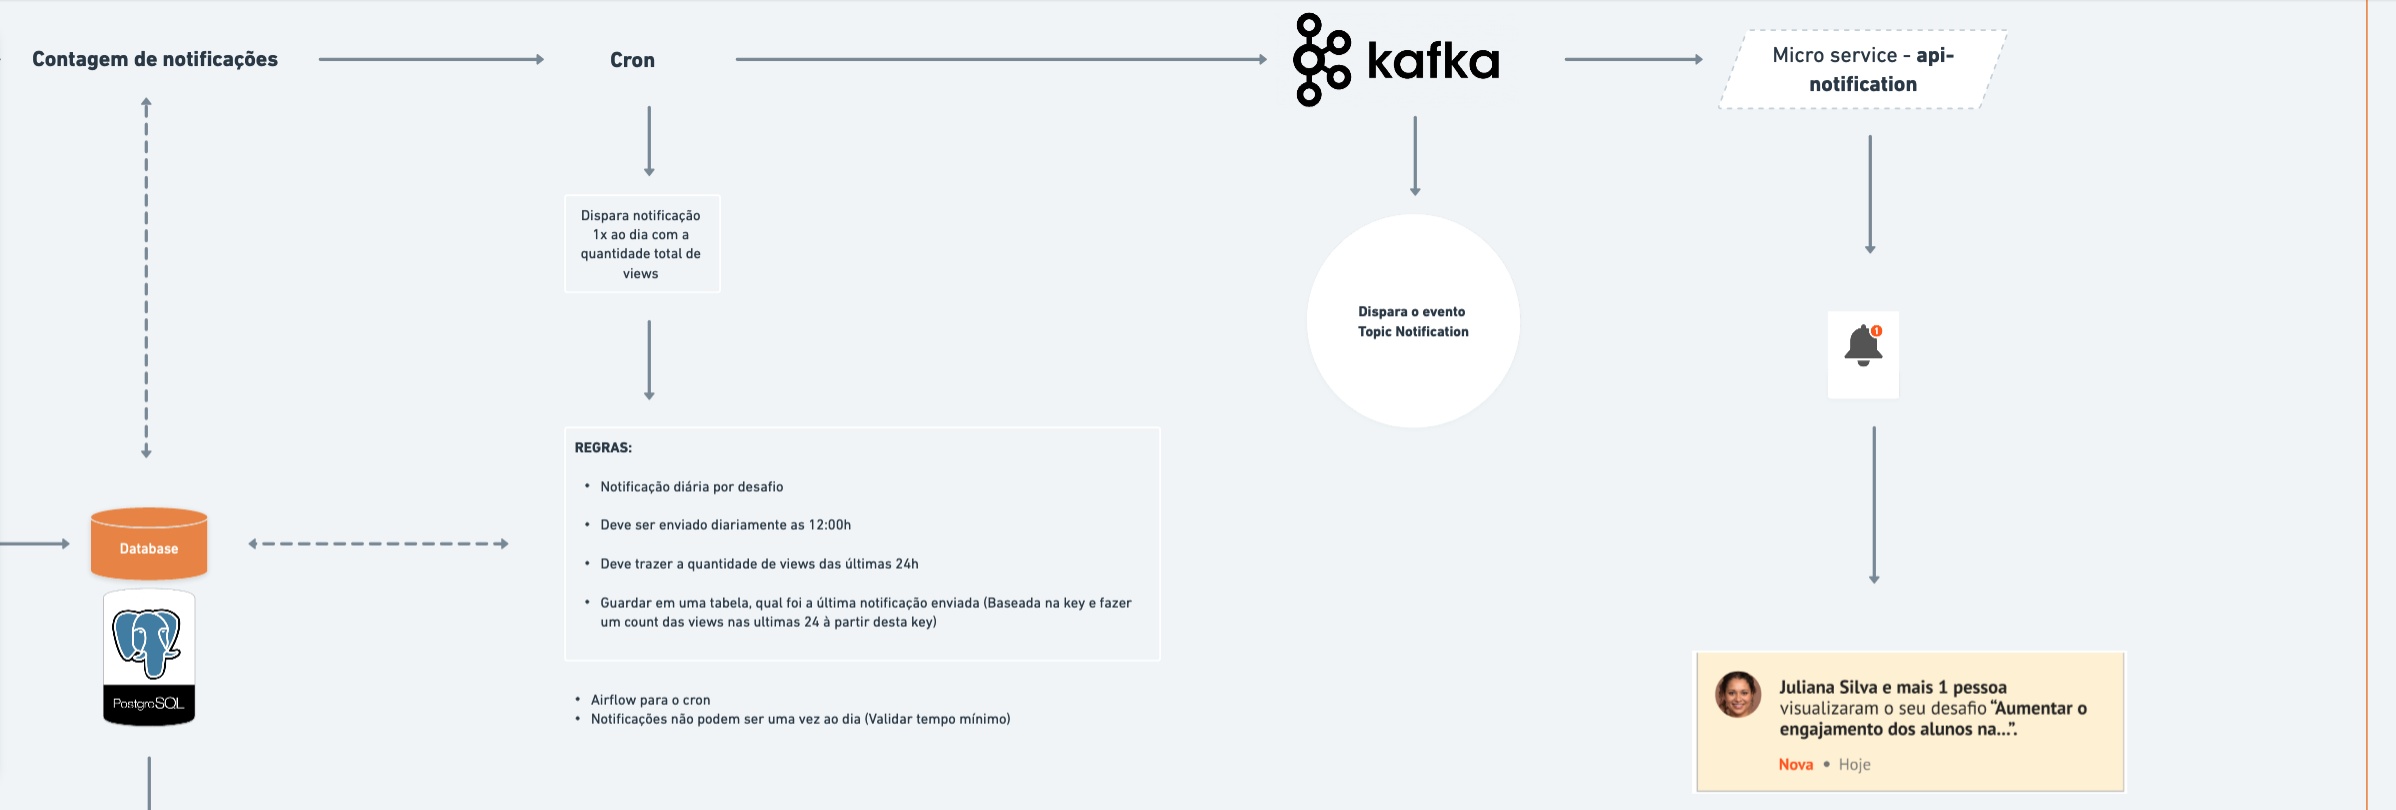 Contagem de notificações
Cron
kafka
Micro service - api-
notification
Dispara notificação
1x ao dia com a
quantidade total de
views
Dispara o evento
Topic Notification
1
REGRAS:
• Notificação diária por desafio
• Deve ser enviado diariamente as 12:00h
• Deve trazer a quantidade de views das últimas 24h
• Guardar em uma tabela, qual foi a última notificação enviada (Baseada na key e fazer
um count das views nas ultimas 24 à partir desta key)
Database
PostgreSQL
• Airflow para o cron
• Notificações não podem ser uma vez ao dia (Validar tempo mínimo)
Juliana Silva e mais 1 pessoa
visualizaram o seu desafio “Aumentar o
engajamento dos alunos na...”.
Nova • Hoje